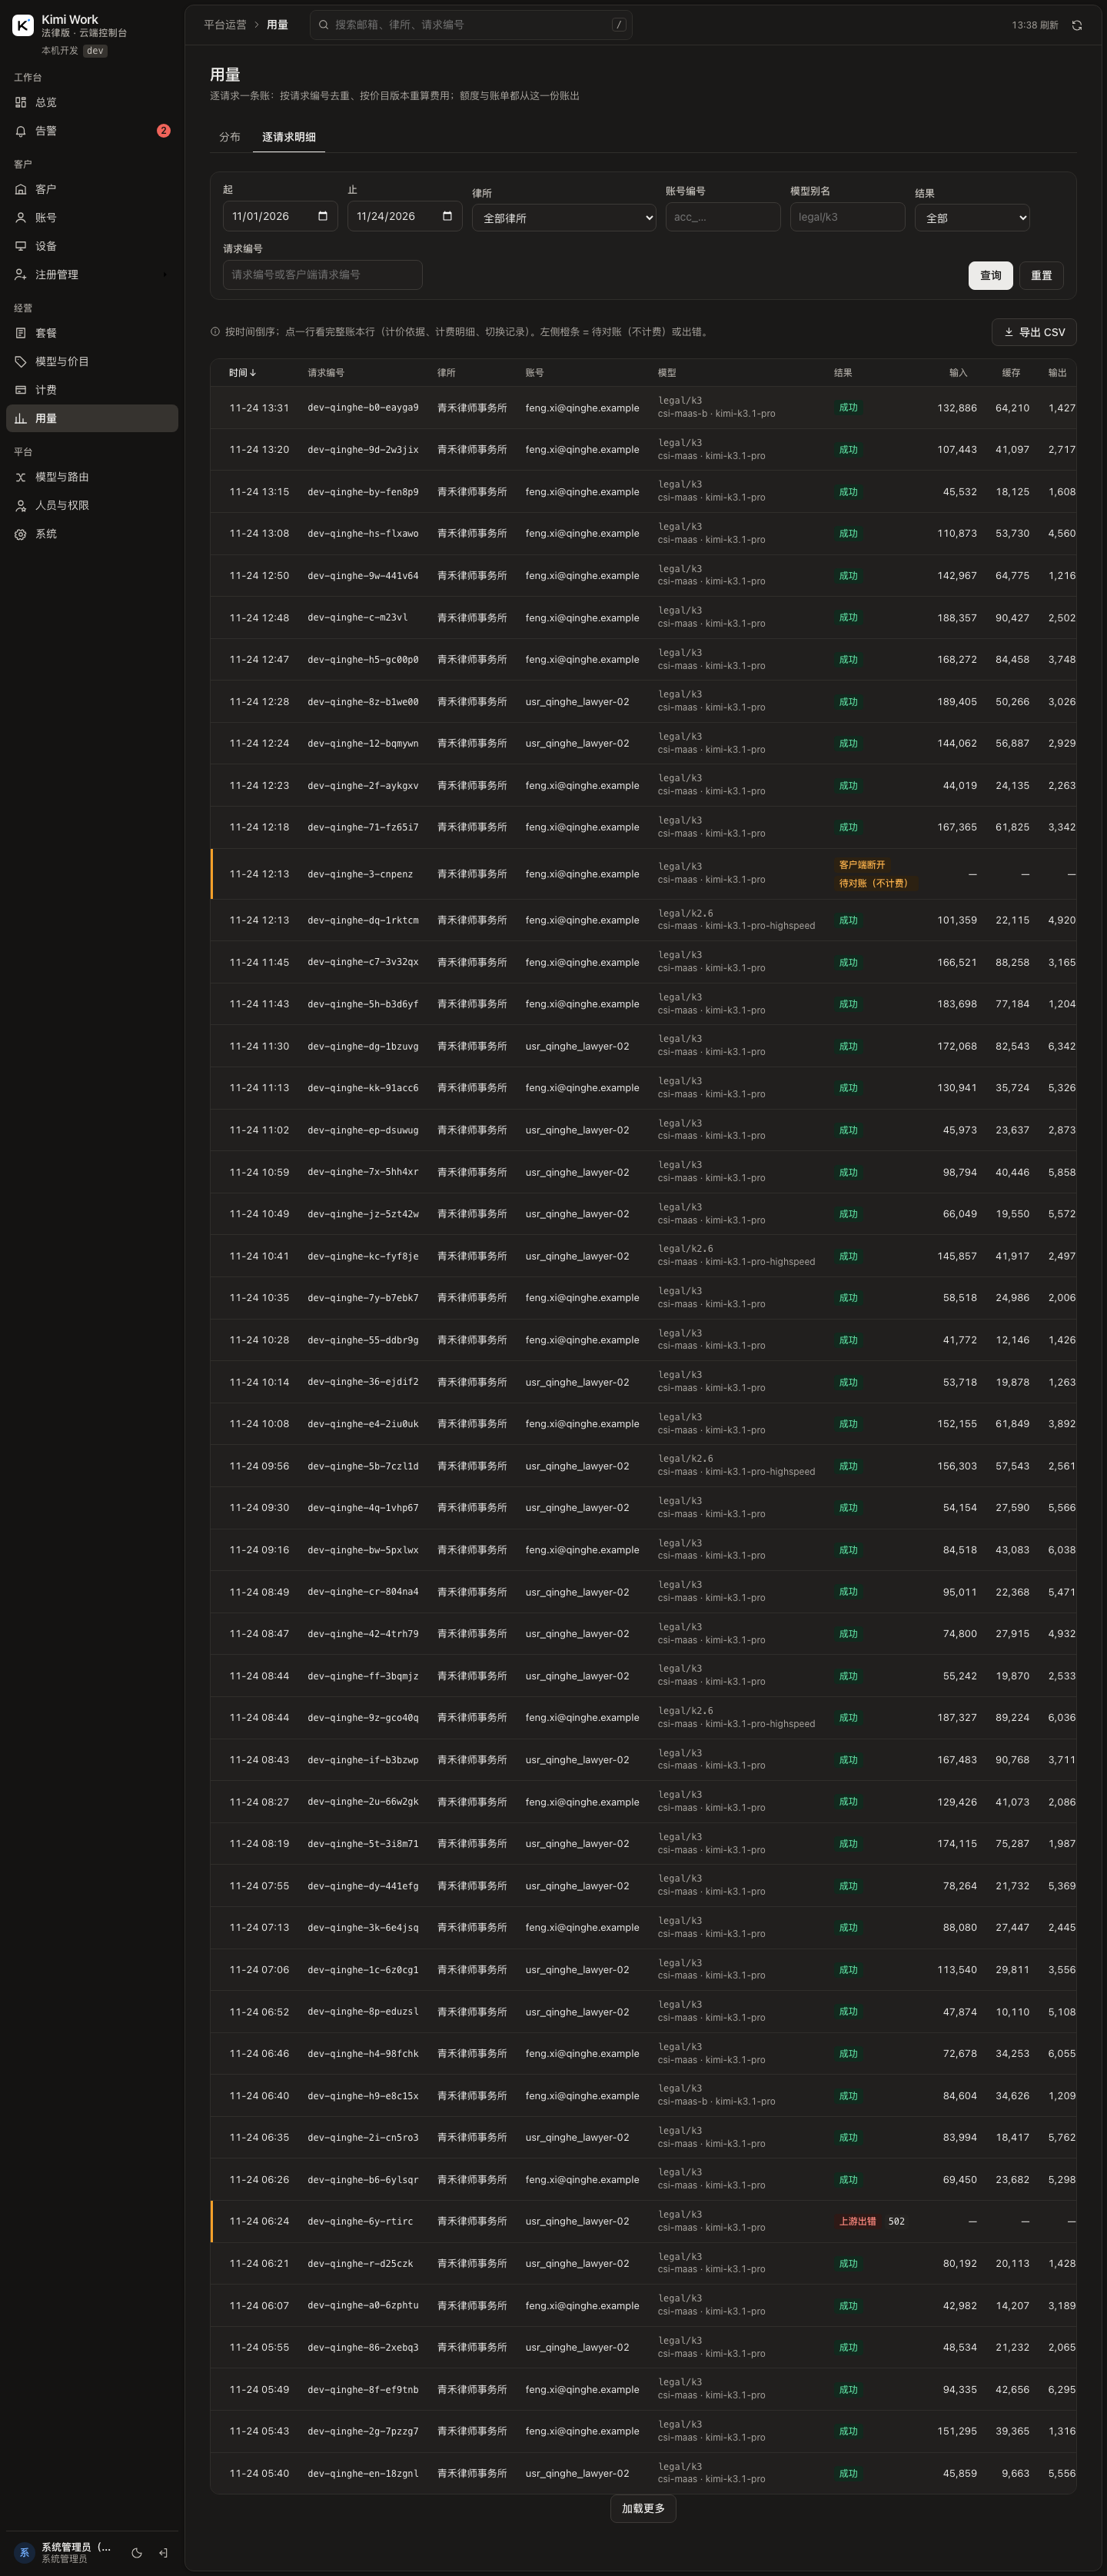 Kimi Work
法律版 · 云端控制台
本机开发 dev
工作台
总览
告警 2
客户
客户
账号
设备
注册管理
经营
套餐
模型与价目
计费
用量
平台
模型与路由
人员与权限
系统
系 系统管理员（...
系统管理员
平台运营 > 用量 搜索邮箱、律所、请求编号 / 13:38 刷新
用量
逐请求一条账：按请求编号去重、按价目版本重算费用；额度与账单都从这一份账出
分布 逐请求明细
起 止 律所 账号编号 模型别名 结果
11/01/2026 11/24/2026 全部律所 acc_... legal/k3 全部
请求编号
请求编号或客户端请求编号 查询 重置
按时间倒序；点一行看完整账本行（计价依据、计费明细、切换记录）。左侧橙条 = 待对账（不计费）或出错。 导出 CSV
时间↓ 请求编号 律所 账号 模型 结果 输入 缓存 输出
11-24 13:31 dev-qinghe-b0-eayga9 青禾律师事务所 feng.xi@qinghe.example legal/k3 成功 132,886 64,210 1,427
csi-maas-b · kimi-k3.1-pro
11-24 13:20 dev-qinghe-9d-2w3jix 青禾律师事务所 feng.xi@qinghe.example legal/k3 成功 107,443 41,097 2,717
csi-maas · kimi-k3.1-pro
11-24 13:15 dev-qinghe-by-fen8p9 青禾律师事务所 feng.xi@qinghe.example legal/k3 成功 45,532 18,125 1,608
csi-maas · kimi-k3.1-pro
11-24 13:08 dev-qinghe-hs-flxawo 青禾律师事务所 feng.xi@qinghe.example legal/k3 成功 110,873 53,730 4,560
csi-maas · kimi-k3.1-pro
11-24 12:50 dev-qinghe-9w-441v64 青禾律师事务所 feng.xi@qinghe.example legal/k3 成功 142,967 64,775 1,216
csi-maas · kimi-k3.1-pro
11-24 12:48 dev-qinghe-c-m23vl 青禾律师事务所 feng.xi@qinghe.example legal/k3 成功 188,357 90,427 2,502
csi-maas · kimi-k3.1-pro
11-24 12:47 dev-qinghe-h5-gc00p0 青禾律师事务所 feng.xi@qinghe.example legal/k3 成功 168,272 84,458 3,748
csi-maas · kimi-k3.1-pro
11-24 12:28 dev-qinghe-8z-b1we00 青禾律师事务所 usr_qinghe_lawyer-02 legal/k3 成功 189,405 50,266 3,026
csi-maas · kimi-k3.1-pro
11-24 12:24 dev-qinghe-12-bqmywn 青禾律师事务所 usr_qinghe_lawyer-02 legal/k3 成功 144,062 56,887 2,929
csi-maas · kimi-k3.1-pro
11-24 12:23 dev-qinghe-2f-aykgxv 青禾律师事务所 feng.xi@qinghe.example legal/k3 成功 44,019 24,135 2,263
csi-maas · kimi-k3.1-pro
11-24 12:18 dev-qinghe-71-fz65i7 青禾律师事务所 feng.xi@qinghe.example legal/k3 成功 167,365 61,825 3,342
csi-maas · kimi-k3.1-pro
11-24 12:13 dev-qinghe-3-cnpenz 青禾律师事务所 feng.xi@qinghe.example legal/k3 客户端断开 — — —
csi-maas · kimi-k3.1-pro 待对账（不计费）
11-24 12:13 dev-qinghe-dq-1rktcm 青禾律师事务所 feng.xi@qinghe.example legal/k2.6 成功 101,359 22,115 4,920
csi-maas · kimi-k3.1-pro-highspeed
11-24 11:45 dev-qinghe-c7-3v32qx 青禾律师事务所 feng.xi@qinghe.example legal/k3 成功 166,521 88,258 3,165
csi-maas · kimi-k3.1-pro
11-24 11:43 dev-qinghe-5h-b3d6yf 青禾律师事务所 feng.xi@qinghe.example legal/k3 成功 183,698 77,184 1,204
csi-maas · kimi-k3.1-pro
11-24 11:30 dev-qinghe-dg-1bzuvg 青禾律师事务所 usr_qinghe_lawyer-02 legal/k3 成功 172,068 82,543 6,342
csi-maas · kimi-k3.1-pro
11-24 11:13 dev-qinghe-kk-91acc6 青禾律师事务所 feng.xi@qinghe.example legal/k3 成功 130,941 35,724 5,326
csi-maas · kimi-k3.1-pro
11-24 11:02 dev-qinghe-ep-dsuwug 青禾律师事务所 usr_qinghe_lawyer-02 legal/k3 成功 45,973 23,637 2,873
csi-maas · kimi-k3.1-pro
11-24 10:59 dev-qinghe-7x-5hh4xr 青禾律师事务所 usr_qinghe_lawyer-02 legal/k3 成功 98,794 40,446 5,858
csi-maas · kimi-k3.1-pro
11-24 10:49 dev-qinghe-jz-5zt42w 青禾律师事务所 usr_qinghe_lawyer-02 legal/k3 成功 66,049 19,550 5,572
csi-maas · kimi-k3.1-pro
11-24 10:41 dev-qinghe-kc-fyf8je 青禾律师事务所 usr_qinghe_lawyer-02 legal/k2.6 成功 145,857 41,917 2,497
csi-maas · kimi-k3.1-pro-highspeed
11-24 10:35 dev-qinghe-7y-b7ebk7 青禾律师事务所 feng.xi@qinghe.example legal/k3 成功 58,518 24,986 2,006
csi-maas · kimi-k3.1-pro
11-24 10:28 dev-qinghe-55-ddbr9g 青禾律师事务所 feng.xi@qinghe.example legal/k3 成功 41,772 12,146 1,426
csi-maas · kimi-k3.1-pro
11-24 10:14 dev-qinghe-36-ejdif2 青禾律师事务所 usr_qinghe_lawyer-02 legal/k3 成功 53,718 19,878 1,263
csi-maas · kimi-k3.1-pro
11-24 10:08 dev-qinghe-e4-2iu0uk 青禾律师事务所 feng.xi@qinghe.example legal/k3 成功 152,155 61,849 3,892
csi-maas · kimi-k3.1-pro
11-24 09:56 dev-qinghe-5b-7czl1d 青禾律师事务所 usr_qinghe_lawyer-02 legal/k2.6 成功 156,303 57,543 2,561
csi-maas · kimi-k3.1-pro-highspeed
11-24 09:30 dev-qinghe-4q-1vhp67 青禾律师事务所 usr_qinghe_lawyer-02 legal/k3 成功 54,154 27,590 5,566
csi-maas · kimi-k3.1-pro
11-24 09:16 dev-qinghe-bw-5pxlwx 青禾律师事务所 feng.xi@qinghe.example legal/k3 成功 84,518 43,083 6,038
csi-maas · kimi-k3.1-pro
11-24 08:49 dev-qinghe-cr-804na4 青禾律师事务所 usr_qinghe_lawyer-02 legal/k3 成功 95,011 22,368 5,471
csi-maas · kimi-k3.1-pro
11-24 08:47 dev-qinghe-42-4trh79 青禾律师事务所 usr_qinghe_lawyer-02 legal/k3 成功 74,800 27,915 4,932
csi-maas · kimi-k3.1-pro
11-24 08:44 dev-qinghe-ff-3bqmjz 青禾律师事务所 usr_qinghe_lawyer-02 legal/k3 成功 55,242 19,870 2,533
csi-maas · kimi-k3.1-pro
11-24 08:44 dev-qinghe-9z-gco40q 青禾律师事务所 feng.xi@qinghe.example legal/k2.6 成功 187,327 89,224 6,036
csi-maas · kimi-k3.1-pro-highspeed
11-24 08:43 dev-qinghe-if-b3bzwp 青禾律师事务所 usr_qinghe_lawyer-02 legal/k3 成功 167,483 90,768 3,711
csi-maas · kimi-k3.1-pro
11-24 08:27 dev-qinghe-2u-66w2gk 青禾律师事务所 feng.xi@qinghe.example legal/k3 成功 129,426 41,073 2,086
csi-maas · kimi-k3.1-pro
11-24 08:19 dev-qinghe-5t-3i8m71 青禾律师事务所 usr_qinghe_lawyer-02 legal/k3 成功 174,115 75,287 1,987
csi-maas · kimi-k3.1-pro
11-24 07:55 dev-qinghe-dy-441efg 青禾律师事务所 usr_qinghe_lawyer-02 legal/k3 成功 78,264 21,732 5,369
csi-maas · kimi-k3.1-pro
11-24 07:13 dev-qinghe-3k-6e4jsq 青禾律师事务所 feng.xi@qinghe.example legal/k3 成功 88,080 27,447 2,445
csi-maas · kimi-k3.1-pro
11-24 07:06 dev-qinghe-1c-6z0cg1 青禾律师事务所 usr_qinghe_lawyer-02 legal/k3 成功 113,540 29,811 3,556
csi-maas · kimi-k3.1-pro
11-24 06:52 dev-qinghe-8p-eduzsl 青禾律师事务所 usr_qinghe_lawyer-02 legal/k3 成功 47,874 10,110 5,108
csi-maas · kimi-k3.1-pro
11-24 06:46 dev-qinghe-h4-98fchk 青禾律师事务所 feng.xi@qinghe.example legal/k3 成功 72,678 34,253 6,055
csi-maas · kimi-k3.1-pro
11-24 06:40 dev-qinghe-h9-e8c15x 青禾律师事务所 feng.xi@qinghe.example legal/k3 成功 84,604 34,626 1,209
csi-maas-b · kimi-k3.1-pro
11-24 06:35 dev-qinghe-2i-cn5ro3 青禾律师事务所 usr_qinghe_lawyer-02 legal/k3 成功 83,994 18,417 5,762
csi-maas · kimi-k3.1-pro
11-24 06:26 dev-qinghe-b6-6ylsqr 青禾律师事务所 feng.xi@qinghe.example legal/k3 成功 69,450 23,682 5,298
csi-maas · kimi-k3.1-pro
11-24 06:24 dev-qinghe-6y-rtirc 青禾律师事务所 usr_qinghe_lawyer-02 legal/k3 上游出错 502 — — —
csi-maas · kimi-k3.1-pro
11-24 06:21 dev-qinghe-r-d25czk 青禾律师事务所 usr_qinghe_lawyer-02 legal/k3 成功 80,192 20,113 1,428
csi-maas · kimi-k3.1-pro
11-24 06:07 dev-qinghe-a0-6zphtu 青禾律师事务所 feng.xi@qinghe.example legal/k3 成功 42,982 14,207 3,189
csi-maas · kimi-k3.1-pro
11-24 05:55 dev-qinghe-86-2xebq3 青禾律师事务所 usr_qinghe_lawyer-02 legal/k3 成功 48,534 21,232 2,065
csi-maas · kimi-k3.1-pro
11-24 05:49 dev-qinghe-8f-ef9tnb 青禾律师事务所 feng.xi@qinghe.example legal/k3 成功 94,335 42,656 6,295
csi-maas · kimi-k3.1-pro
11-24 05:43 dev-qinghe-2g-7pzzg7 青禾律师事务所 feng.xi@qinghe.example legal/k3 成功 151,295 39,365 1,316
csi-maas · kimi-k3.1-pro
11-24 05:40 dev-qinghe-en-18zgnl 青禾律师事务所 usr_qinghe_lawyer-02 legal/k3 成功 45,859 9,663 5,556
csi-maas · kimi-k3.1-pro
加载更多